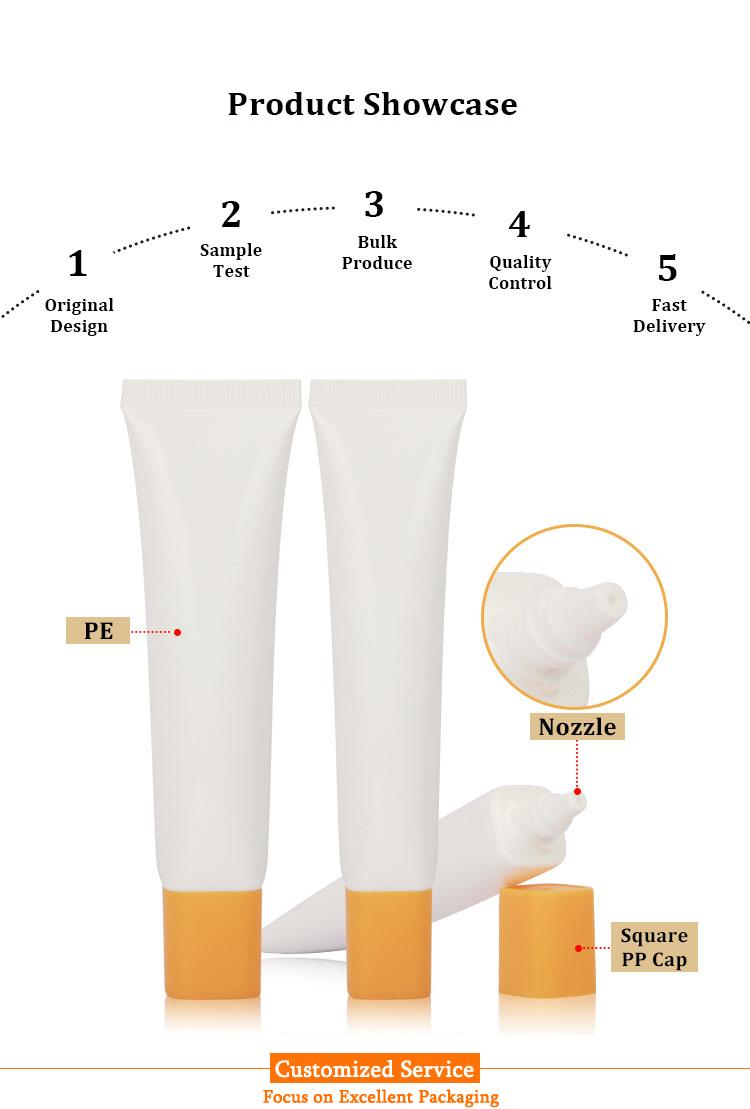 Product Showcase
1
Original
Design
2
Sample
Test
3
Bulk
Produce
4
Quality
Control
5
Fast
Delivery
PE
Nozzle
Square
PP Cap
Customized Service
Focus on Excellent Packaging